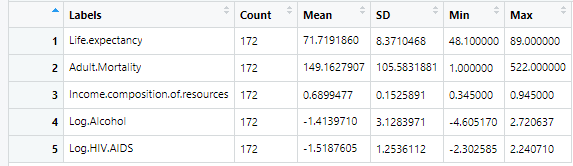 Labels Count Mean SD Min Max
1 Life.expectancy 172 71.7191860 8.3710468 48.100000 89.000000
2 Adult.Mortality 172 149.1627907 105.5831881 1.000000 522.000000
3 Income.composition.of.resources 172 0.6899477 0.1525891 0.345000 0.945000
4 Log.Alcohol 172 -1.4139710 3.1283971 -4.605170 2.720637
5 Log.HIV.AIDS 172 -1.5187605 1.2536112 -2.302585 2.240710